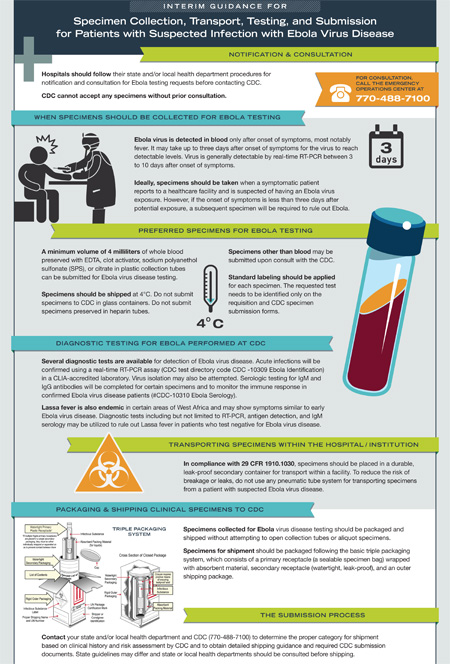 INTERIM GUIDANCE FOR
Specimen Collection, Transport, Testing, and Submission
for Patients with Suspected Infection with Ebola Virus Disease
NOTIFICATION & CONSULTATION
Hospitals should follow their state and/or local health department procedures for
notification and consultation for Ebola testing requests before contacting CDC.
CDC cannot accept any specimens without prior consultation.
FOR CONSULTATION,
CALL THE EMERGENCY
OPERATIONS CENTER AT
770-488-7100
WHEN SPECIMENS SHOULD BE COLLECTED FOR EBOLA TESTING
Ebola virus is detected in blood only after onset of symptoms, most notably
fever. It may take up to three days after onset of symptoms for the virus to reach
detectable levels. Virus is generally detectable by real-time RT-PCR between 3
to 10 days after onset of symptoms.
Ideally, specimens should be taken when a symptomatic patient
reports to a healthcare facility and is suspected of having an Ebola virus
exposure. However, if the onset of symptoms is less than three days after
potential exposure, a subsequent specimen will be required to rule out Ebola.
3
days
PREFERRED SPECIMENS FOR EBOLA TESTING
A minimum volume of 4 milliliters of whole blood
preserved with EDTA, clot activator, sodium polyanethol
sulfonate (SPS), or citrate in plastic collection tubes
can be submitted for Ebola virus disease testing.
Specimens should be shipped at 4°C. Do not submit
specimens to CDC in glass containers. Do not submit
specimens preserved in heparin tubes.
4°C
Specimens other than blood may be
submitted upon consult with the CDC.
Standard labeling should be applied
for each specimen. The requested test
needs to be identified only on the
requisition and CDC specimen
submission forms.
DIAGNOSTIC TESTING FOR EBOLA PERFORMED AT CDC
Several diagnostic tests are available for detection of Ebola virus disease. Acute infections will be
confirmed using a real-time RT-PCR assay (CDC test directory code CDC -10309 Ebola Identification)
in a CLIA-accredited laboratory. Virus isolation may also be attempted. Serologic testing for IgM and
IgG antibodies will be completed for certain specimens and to monitor the immune response in
confirmed Ebola virus disease patients (#CDC-10310 Ebola Serology).
Lassa fever is also endemic in certain areas of West Africa and may show symptoms similar to early
Ebola virus disease. Diagnostic tests including but not limited to RT-PCR, antigen detection, and IgM
serology may be utilized to rule out Lassa fever in patients who test negative for Ebola virus disease.
TRANSPORTING SPECIMENS WITHIN THE HOSPITAL / INSTITUTION
In compliance with 29 CFR 1910.1030, specimens should be placed in a durable,
leak-proof secondary container for transport within a facility. To reduce the risk of
breakage or leaks, do not use any pneumatic tube system for transporting specimens
from a patient with suspected Ebola virus disease.
PACKAGING & SHIPPING CLINICAL SPECIMENS TO CDC
TRIPLE PACKAGING SYSTEM
Cross Section of Closed Package
Specimens collected for Ebola virus disease testing should be packaged and
shipped without attempting to open collection tubes or aliquot specimens.
Specimens for shipment should be packaged following the basic triple packaging
system, which consists of a primary receptacle (a sealable specimen bag) wrapped
with absorbent material, secondary receptacle (watertight, leak-proof), and an outer
shipping package.
THE SUBMISSION PROCESS
Contact your state and/or local health department and CDC (770-488-7100) to determine the proper category for shipment
based on clinical history and risk assessment by CDC and to obtain detailed shipping guidance and required CDC submission
documents. State guidelines may differ and state or local health departments should be consulted before shipping.